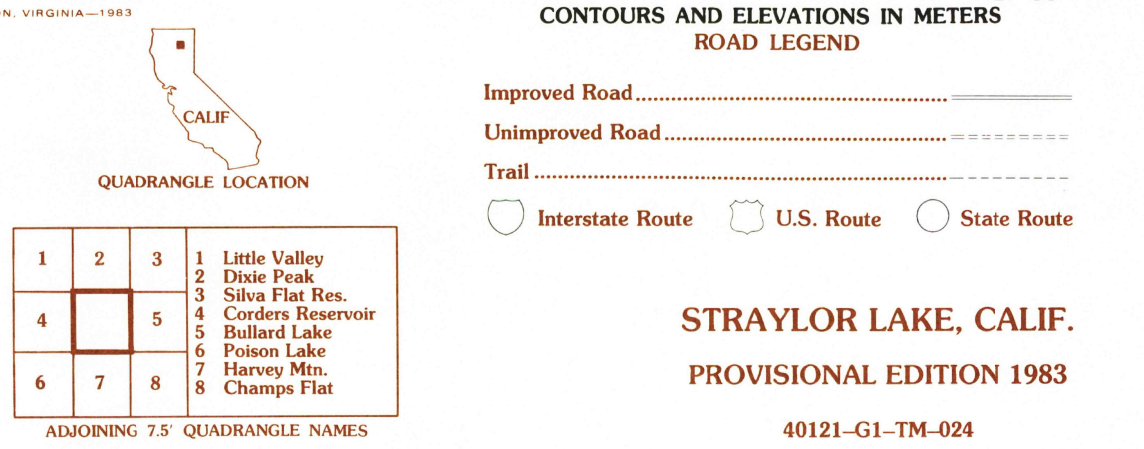 N, VIRGINIA—1983
CALIF
QUADRANGLE LOCATION
1 2 3
4 5
6 7 8
1 Little Valley
2 Dixie Peak
3 Silva Flat Res.
4 Corders Reservoir
5 Bullard Lake
6 Poison Lake
7 Harvey Mtn.
8 Champs Flat
ADJOINING 7.5' QUADRANGLE NAMES
CONTOURS AND ELEVATIONS IN METERS
ROAD LEGEND
Improved Road
Unimproved Road
Trail
Interstate Route U.S. Route State Route
STRAYLOR LAKE, CALIF.
PROVISIONAL EDITION 1983
40121–G1–TM–024